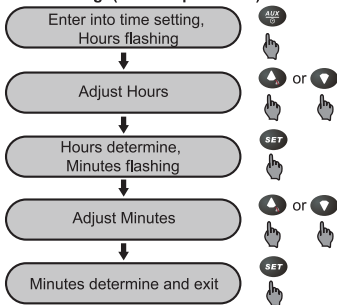 Enter into time setting,
Hours flashing
AUX
Adjust Hours
or
Hours determine,
Minutes flashing
SET
Adjust Minutes
or
Minutes determine and exit
SET